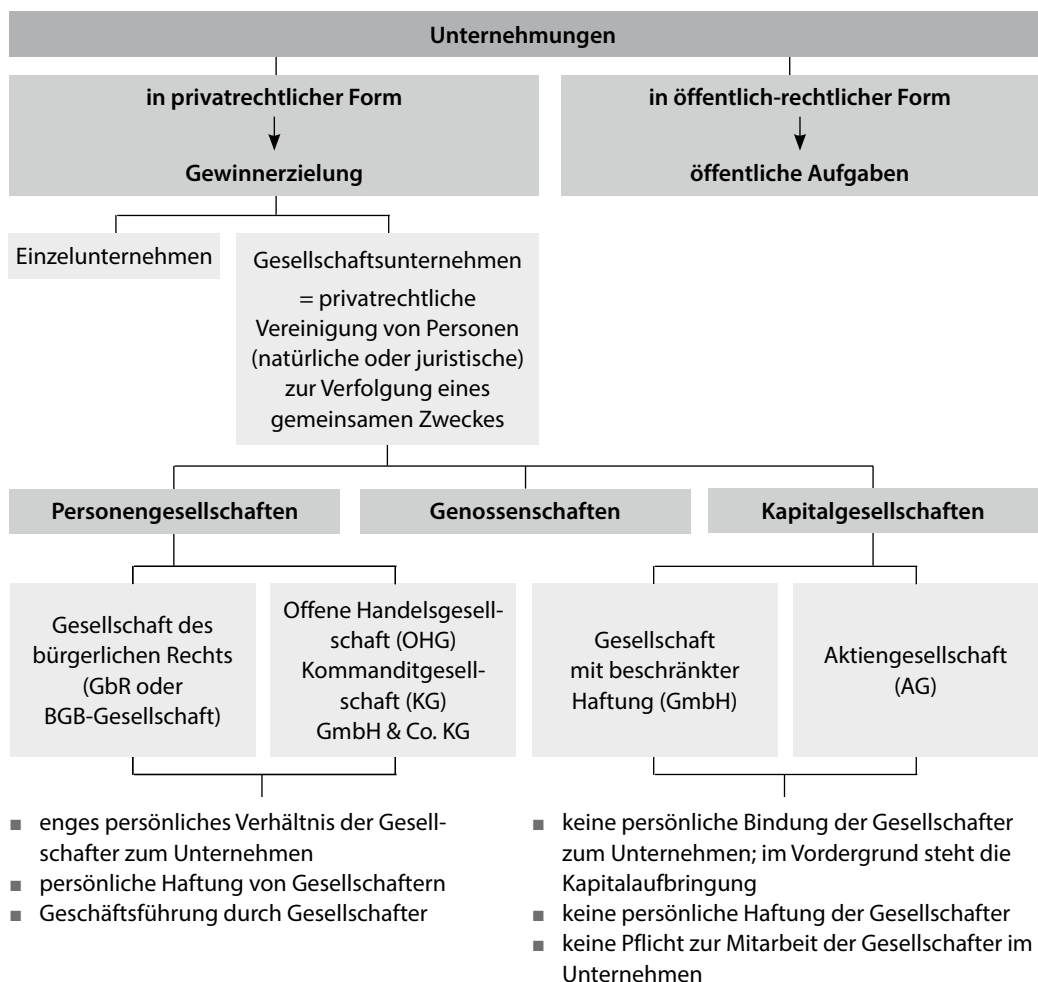 Unternehmungen
in privatrechtlicher Form
Gewinnerzielung
in öffentlich-rechtlicher Form
öffentliche Aufgaben
Einzelunternehmen
Gesellschaftsunternehmen
= privatrechtliche
Vereinigung von Personen
(natürliche oder juristische)
zur Verfolgung eines
gemeinsamen Zweckes
Personengesellschaften
Genossenschaften
Kapitalgesellschaften
Gesellschaft des
bürgerlichen Rechts
(GbR oder
BGB-Gesellschaft)
Offene Handelsgesell-
schaft (OHG)
Kommanditgesell-
schaft (KG)
GmbH & Co. KG
Gesellschaft
mit beschränkter
Haftung (GmbH)
Aktiengesellschaft
(AG)
■ enges persönliches Verhältnis der Gesell-
schafter zum Unternehmen
■ persönliche Haftung von Gesellschaftern
■ Geschäftsführung durch Gesellschafter
■ keine persönliche Bindung der Gesellschafter
zum Unternehmen; im Vordergrund steht die
Kapitalaufbringung
■ keine persönliche Haftung der Gesellschafter
■ keine Pflicht zur Mitarbeit der Gesellschafter im
Unternehmen